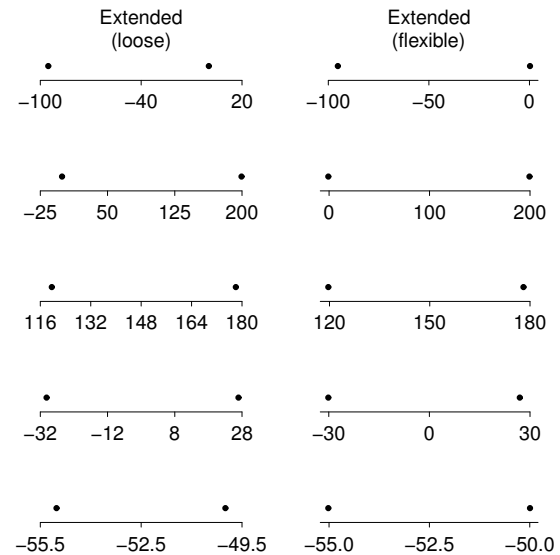 Extended Extended
(loose) (flexible)
−100 −40 20 −100 −50 0
−25 50 125 200 0 100 200
116 132 148 164 180 120 150 180
−32 −12 8 28 −30 0 30
−55.5 −52.5 −49.5 −55.0 −52.5 −50.0